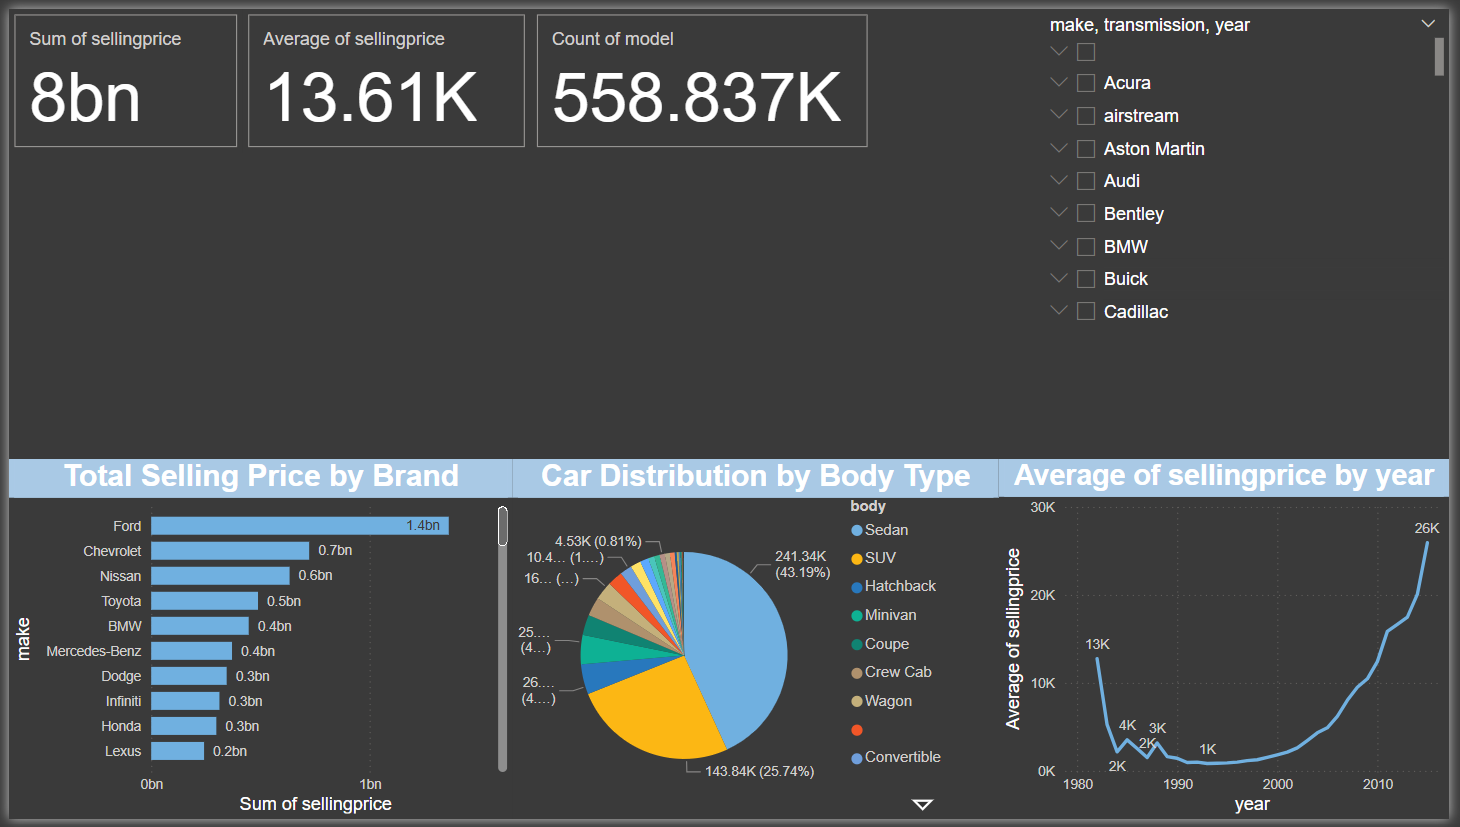 Sum of sellingprice
8bn
Average of sellingprice
13.61K
Count of model
558.837K
make, transmission, year
Acura
airstream
Aston Martin
Audi
Bentley
BMW
Buick
Cadillac
Total Selling Price by Brand
make
Ford
1.4bn
Chevrolet
0.7bn
Nissan
0.6bn
Toyota
0.5bn
BMW
0.4bn
Mercedes-Benz
0.4bn
Dodge
0.3bn
Infiniti
0.3bn
Honda
0.3bn
Lexus
0.2bn
0bn
1bn
Sum of sellingprice
Car Distribution by Body Type
4.53K (0.81%)
10.4... (1....)
16... (...)
25....
(4...)
26....
(4....)
241.34K
(43.19%)
143.84K (25.74%)
body
Sedan
SUV
Hatchback
Minivan
Coupe
Crew Cab
Wagon
Convertible
Average of sellingprice by year
Average of sellingprice
30K
20K
10K
0K
13K
2K
4K
2K
3K
1K
26K
1980
1990
2000
2010
year